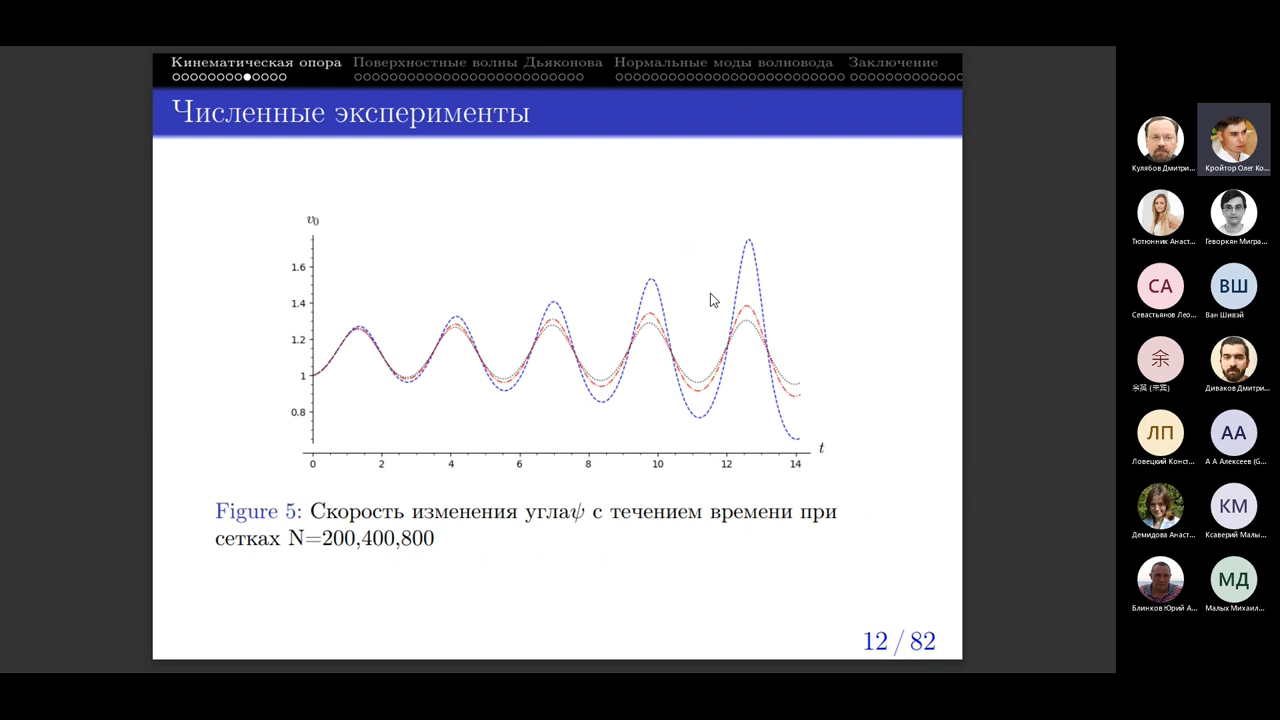 Кинематическая опора Поверхностные волны Дьяконова Нормальные моды волновода Заключение
Численные эксперименты
v₀
1.6
1.4
1.2
1
0.8
0 2 4 6 8 10 12 14
t
Figure 5: Скорость изменения углаψ с течением времени при
сетках N=200,400,800
12 / 82
Кулябов Дмитри... Кройтор Олег Ко...
Тютюнник Анаст... Геворкян Мигра...
СА ВШ
Севастьянов Лео... Ван Шивэй
余
Диваков Дмитри...
ЛП АА
Ловецкий Конст... А А Алексеев (G...
КМ
Демидова Анаст... Ксаверий Малы...
МД
Блинков Юрий А... Малых Михаил...